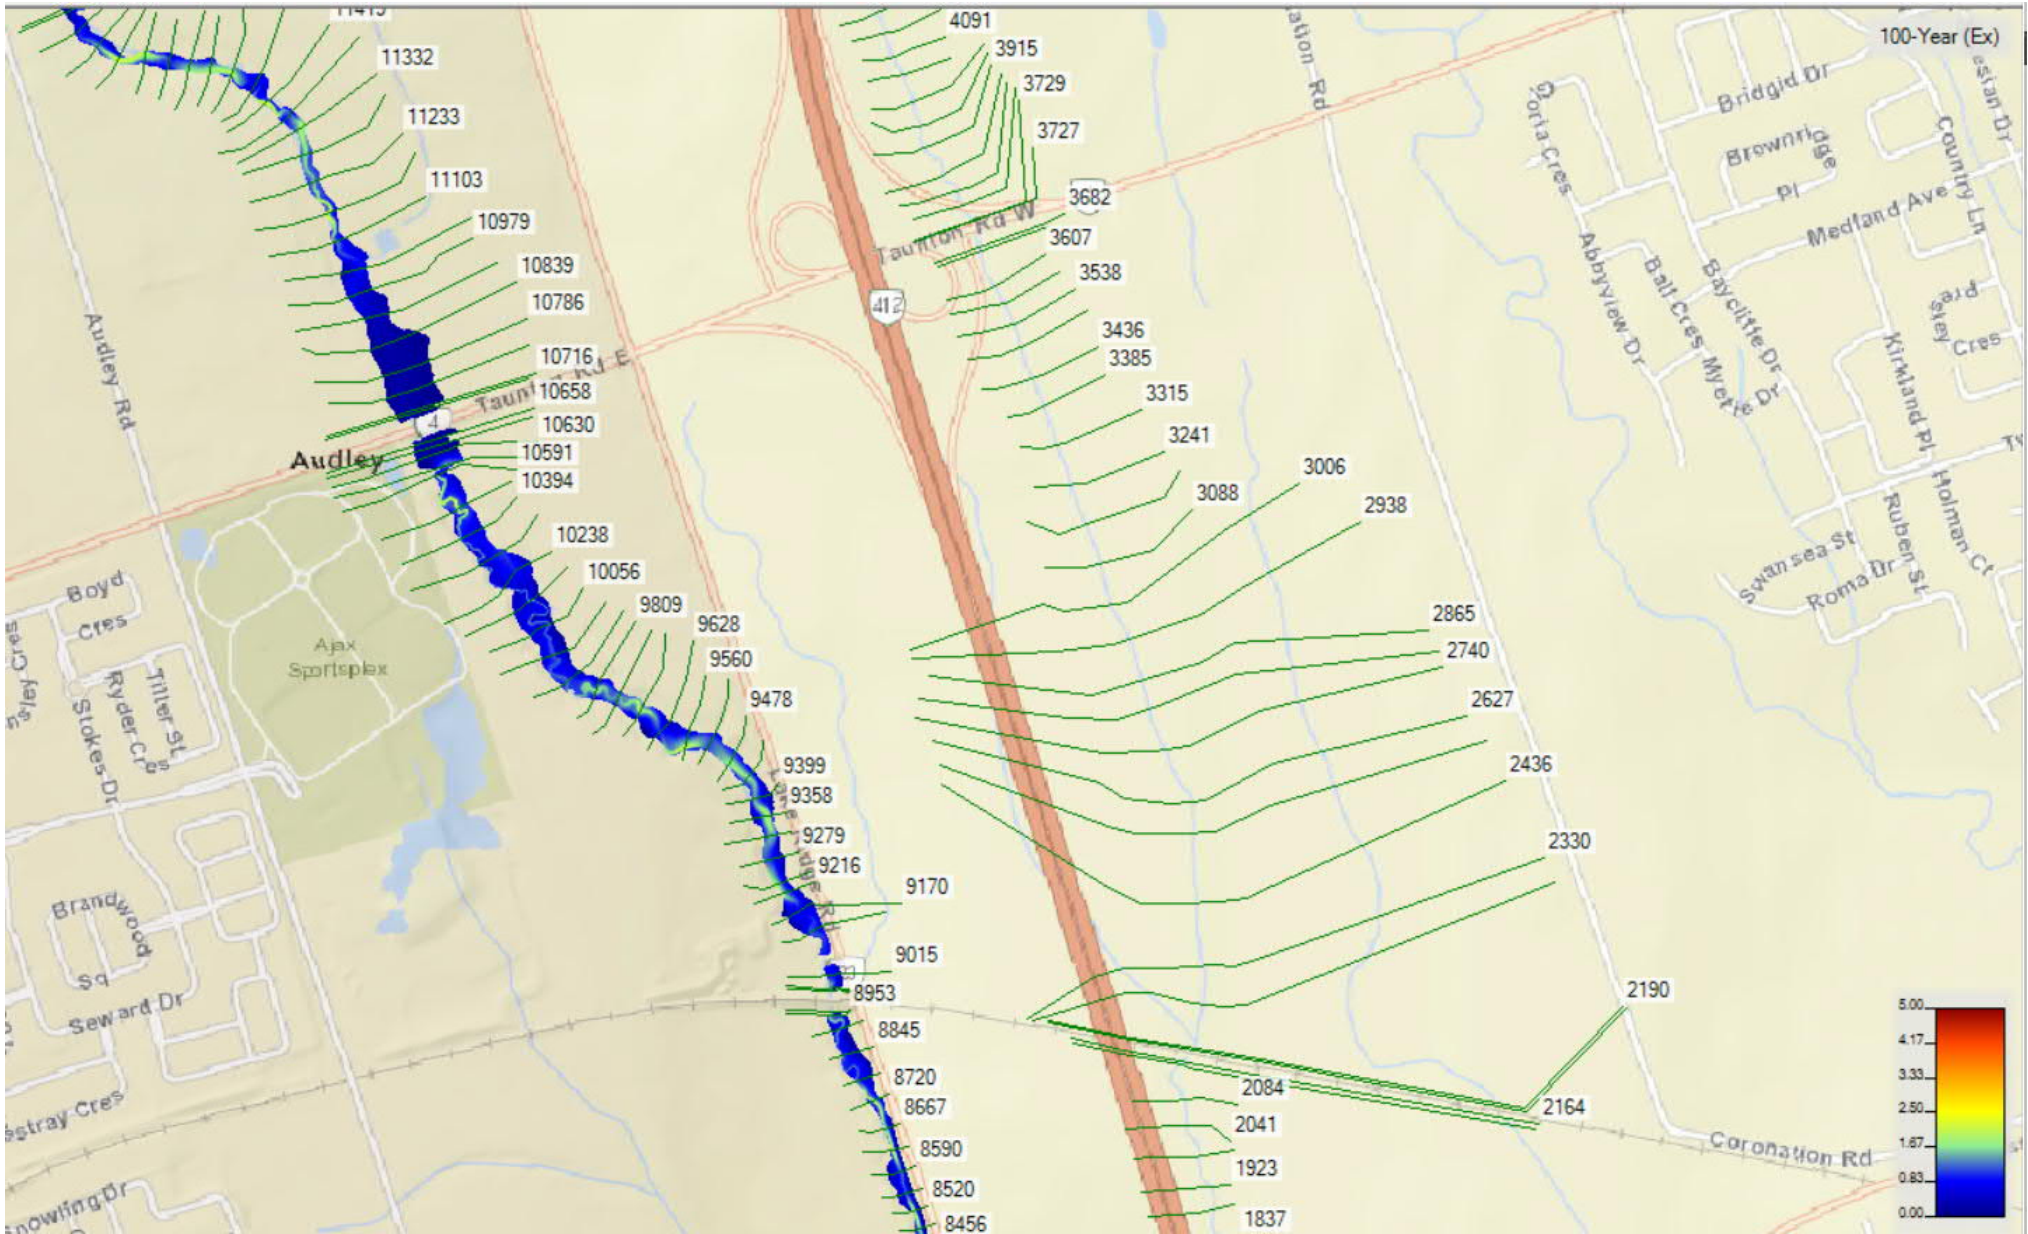 11415
4091
100-Year (Ex)
11332
3915
3729
11233
3727
11103
3682
10979
3607
Taunton Rd W
10839
3538
10786
412
3436
10716
3385
Taunton Rd E
10658
3315
4
10630
3241
Audley
10591
3006
10394
3088
2938
10238
10056
9809
2865
9628
2740
9560
9478
2627
9399
2436
9358
9279
2330
9216
9170
9015
2190
8953
8845
8720
2084
2164
8667
2041
8590
1923
8520
1837
8456
Audley Rd
Ajax
Sportsplex
Boyd
Cres
Tiller St
Ryder Cres
Stokes Dr
Brandwood
Sq
Seward Dr
Coronation Rd
Bridgid Dr
Brownridge
Pl
Medland Ave
Country Ln
Abbyview Dr
Ball Cres
Myette Dr
Baycliffe Dr
Kirkland Pl
Holman Ct
Ruben St
Swansea St
Roma Dr
5.00
4.17
3.33
2.50
1.67
0.83
0.00